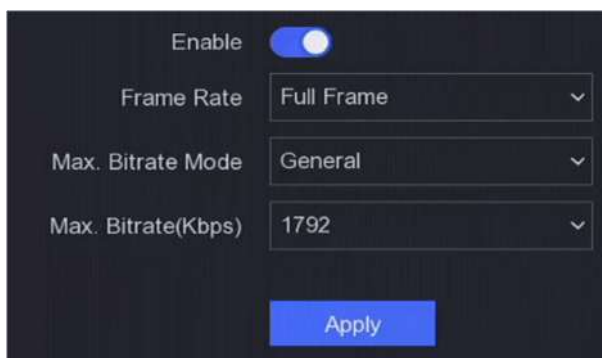 Enable
Frame Rate Full Frame
Max. Bitrate Mode General
Max. Bitrate(Kbps) 1792
Apply